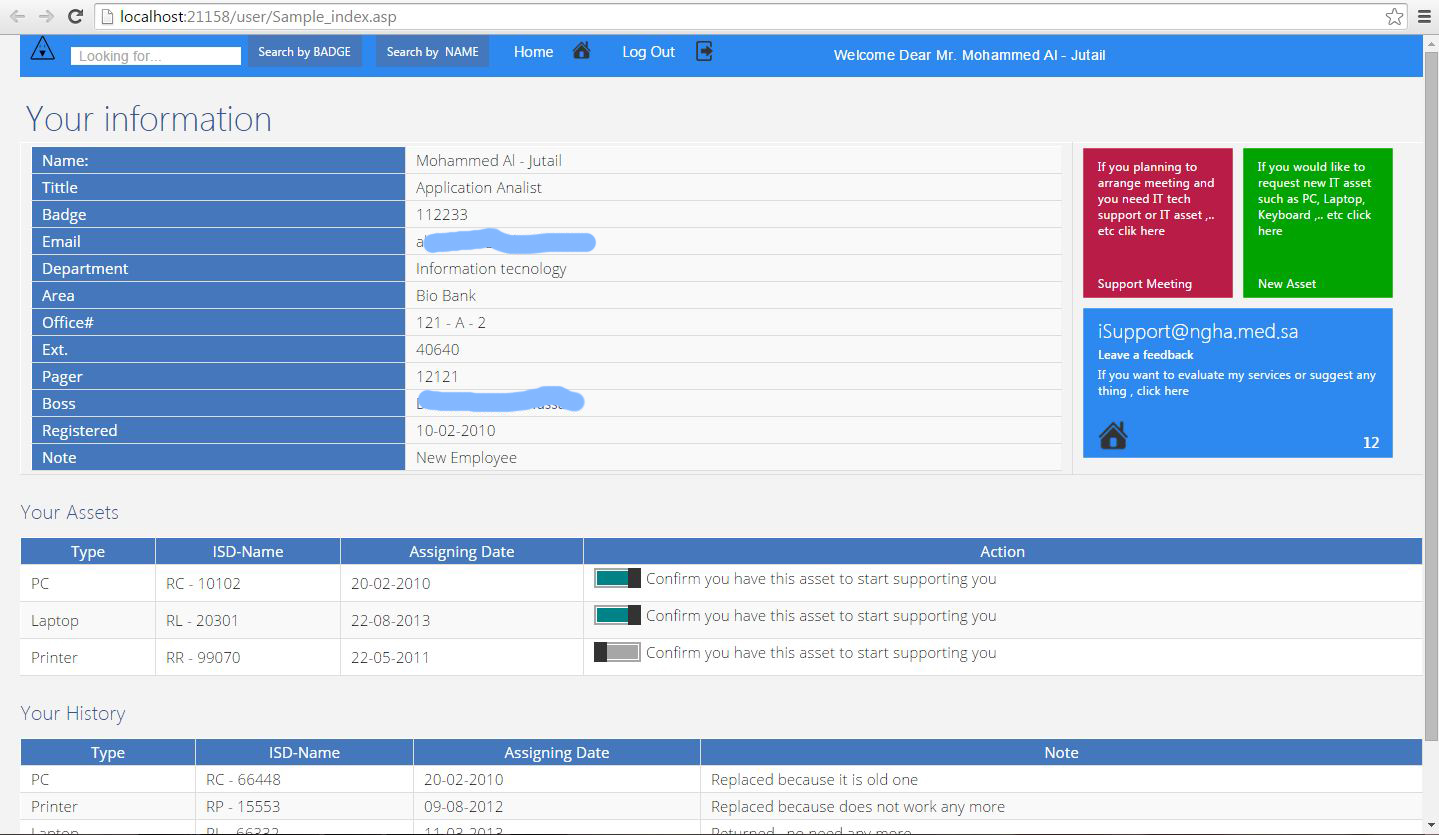 localhost:21158/user/Sample_index.asp
Looking for... Search by BADGE Search by NAME Home Log Out Welcome Dear Mr. Mohammed Al - Jutail
Your information
Name: Mohammed Al - Jutail
Tittle Application Analist
Badge 112233
Email
Department Information tecnology
Area Bio Bank
Office# 121 - A - 2
Ext. 40640
Pager 12121
Boss
Registered 10-02-2010
Note New Employee
If you planning to
arrange meeting and
you need IT tech
support or IT asset ,..
etc clik here
Support Meeting
If you would like to
request new IT asset
such as PC, Laptop,
Keyboard ,.. etc click
here
New Asset
iSupport@ngha.med.sa
Leave a feedback
If you want to evaluate my services or suggest any
thing , click here
12
Your Assets
Type ISD-Name Assigning Date Action
PC RC - 10102 20-02-2010 Confirm you have this asset to start supporting you
Laptop RL - 20301 22-08-2013 Confirm you have this asset to start supporting you
Printer RR - 99070 22-05-2011 Confirm you have this asset to start supporting you
Your History
Type ISD-Name Assigning Date Note
PC RC - 66448 20-02-2010 Replaced because it is old one
Printer RP - 15553 09-08-2012 Replaced because does not work any more
Laptop RL - 66332 11-03-2013 Returned , no need any more